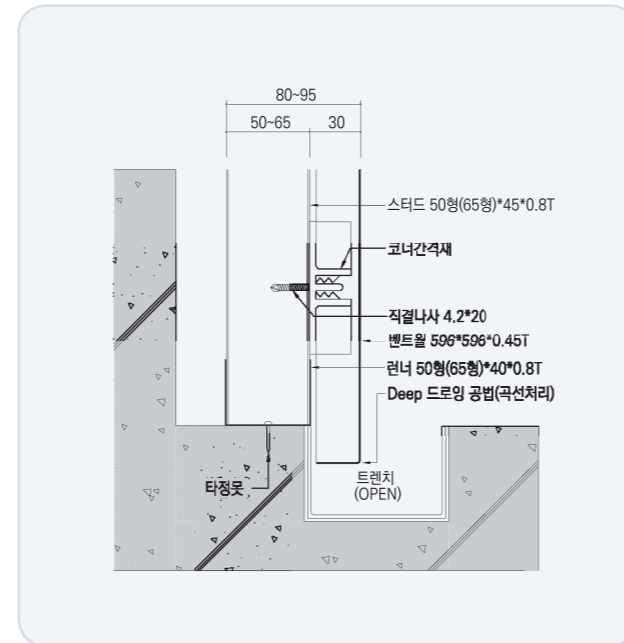 80~95
50~65
30
스터드 50형(65형)*45*0.8T
코너간격재
직결나사 4.2*20
벤트월 596*596*0.45T
런너 50형(65형)*40*0.8T
Deep 드로잉 공법(곡선처리)
타정못
트렌치
(OPEN)